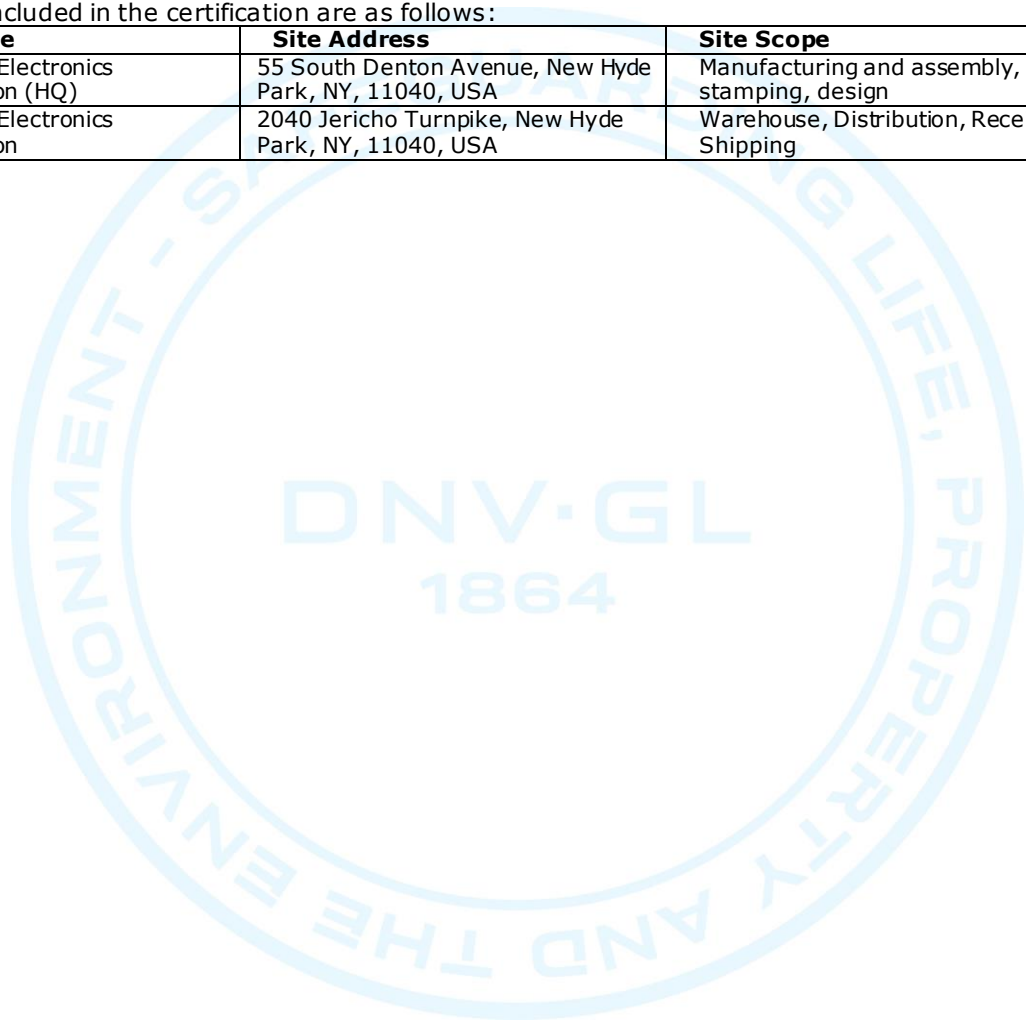 ncluded in the certification are as follows:
e Site Address Site Scope
Electronics 55 South Denton Avenue, New Hyde Manufacturing and assembly,
on (HQ) Park, NY, 11040, USA stamping, design
Electronics 2040 Jericho Turnpike, New Hyde Warehouse, Distribution, Rece
on Park, NY, 11040, USA Shipping
DNV·GL
1864
LIFE, PROPERTY AND THE ENVIRONMENT -